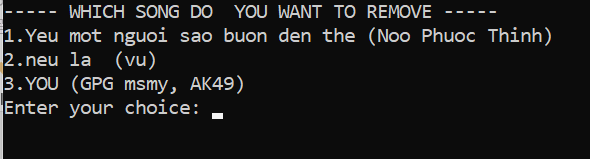 ----- WHICH SONG DO  YOU WANT TO REMOVE -----
1.Yeu mot nguoi sao buon den the (Noo Phuoc Thinh)
2.neu la  (vu)
3.YOU (GPG msmy, AK49)
Enter your choice: